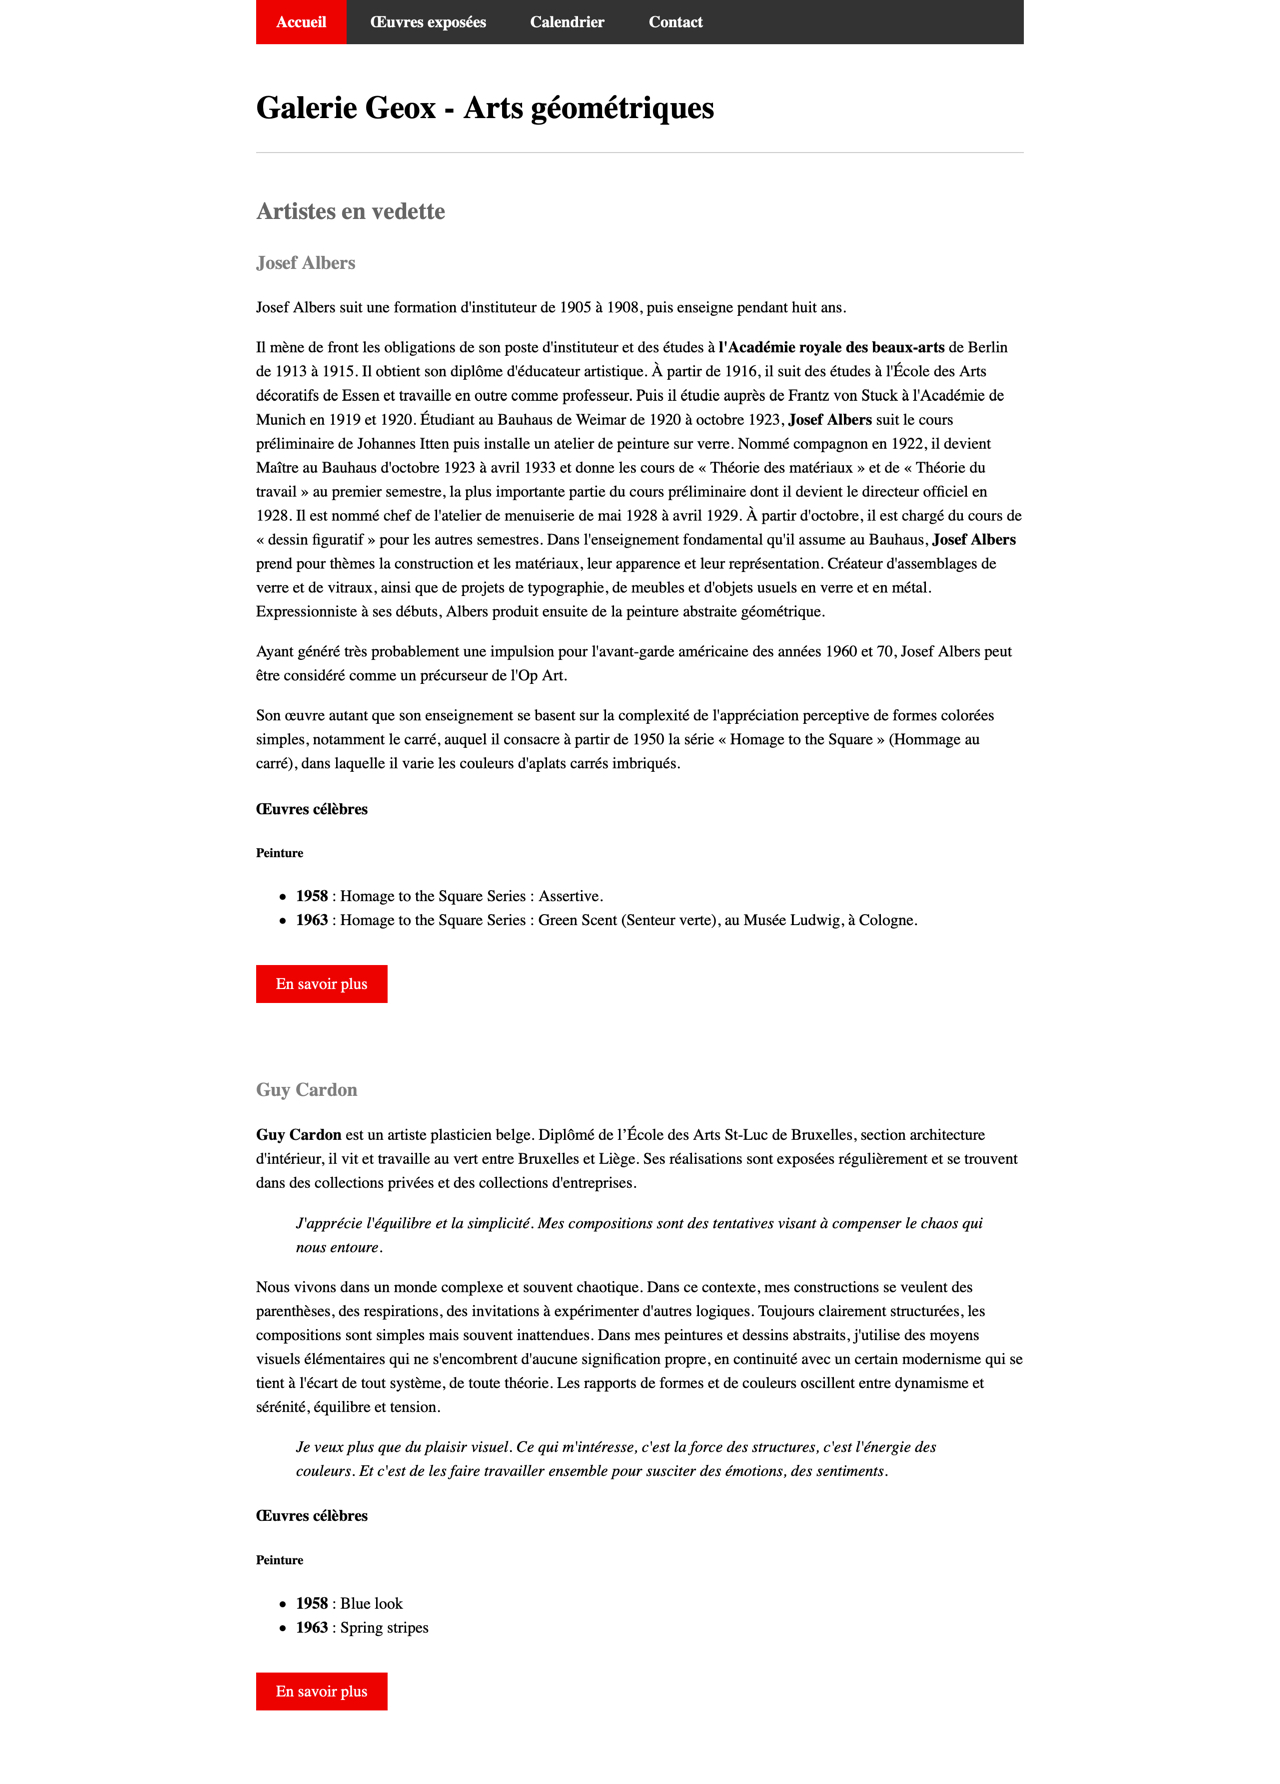 Accueil Œuvres exposées Calendrier Contact
Galerie Geox - Arts géométriques
Artistes en vedette
Josef Albers
Josef Albers suit une formation d'instituteur de 1905 à 1908, puis enseigne pendant huit ans.
Il mène de front les obligations de son poste d'instituteur et des études à l'Académie royale des beaux-arts de Berlin
de 1913 à 1915. Il obtient son diplôme d'éducateur artistique. À partir de 1916, il suit des études à l'École des Arts
décoratifs de Essen et travaille en outre comme professeur. Puis il étudie auprès de Frantz von Stuck à l'Académie de
Munich en 1919 et 1920. Étudiant au Bauhaus de Weimar de 1920 à octobre 1923, Josef Albers suit le cours
préliminaire de Johannes Itten puis installe un atelier de peinture sur verre. Nommé compagnon en 1922, il devient
Maître au Bauhaus d'octobre 1923 à avril 1933 et donne les cours de « Théorie des matériaux » et de « Théorie du
travail » au premier semestre, la plus importante partie du cours préliminaire dont il devient le directeur officiel en
1928. Il est nommé chef de l'atelier de menuiserie de mai 1928 à avril 1929. À partir d'octobre, il est chargé du cours de
« dessin figuratif » pour les autres semestres. Dans l'enseignement fondamental qu'il assume au Bauhaus, Josef Albers
prend pour thèmes la construction et les matériaux, leur apparence et leur représentation. Créateur d'assemblages de
verre et de vitraux, ainsi que de projets de typographie, de meubles et d'objets usuels en verre et en métal.
Expressionniste à ses débuts, Albers produit ensuite de la peinture abstraite géométrique.
Ayant généré très probablement une impulsion pour l'avant-garde américaine des années 1960 et 70, Josef Albers peut
être considéré comme un précurseur de l'Op Art.
Son œuvre autant que son enseignement se basent sur la complexité de l'appréciation perceptive de formes colorées
simples, notamment le carré, auquel il consacre à partir de 1950 la série « Homage to the Square » (Hommage au
carré), dans laquelle il varie les couleurs d'aplats carrés imbriqués.
Œuvres célèbres
Peinture
• 1958 : Homage to the Square Series : Assertive.
• 1963 : Homage to the Square Series : Green Scent (Senteur verte), au Musée Ludwig, à Cologne.
En savoir plus
Guy Cardon
Guy Cardon est un artiste plasticien belge. Diplômé de l’École des Arts St-Luc de Bruxelles, section architecture
d'intérieur, il vit et travaille au vert entre Bruxelles et Liège. Ses réalisations sont exposées régulièrement et se trouvent
dans des collections privées et des collections d'entreprises.
J'apprécie l'équilibre et la simplicité. Mes compositions sont des tentatives visant à compenser le chaos qui
nous entoure.
Nous vivons dans un monde complexe et souvent chaotique. Dans ce contexte, mes constructions se veulent des
parenthèses, des respirations, des invitations à expérimenter d'autres logiques. Toujours clairement structurées, les
compositions sont simples mais souvent inattendues. Dans mes peintures et dessins abstraits, j'utilise des moyens
visuels élémentaires qui ne s'encombrent d'aucune signification propre, en continuité avec un certain modernisme qui se
tient à l'écart de tout système, de toute théorie. Les rapports de formes et de couleurs oscillent entre dynamisme et
sérénité, équilibre et tension.
Je veux plus que du plaisir visuel. Ce qui m'intéresse, c'est la force des structures, c'est l'énergie des
couleurs. Et c'est de les faire travailler ensemble pour susciter des émotions, des sentiments.
Œuvres célèbres
Peinture
• 1958 : Blue look
• 1963 : Spring stripes
En savoir plus